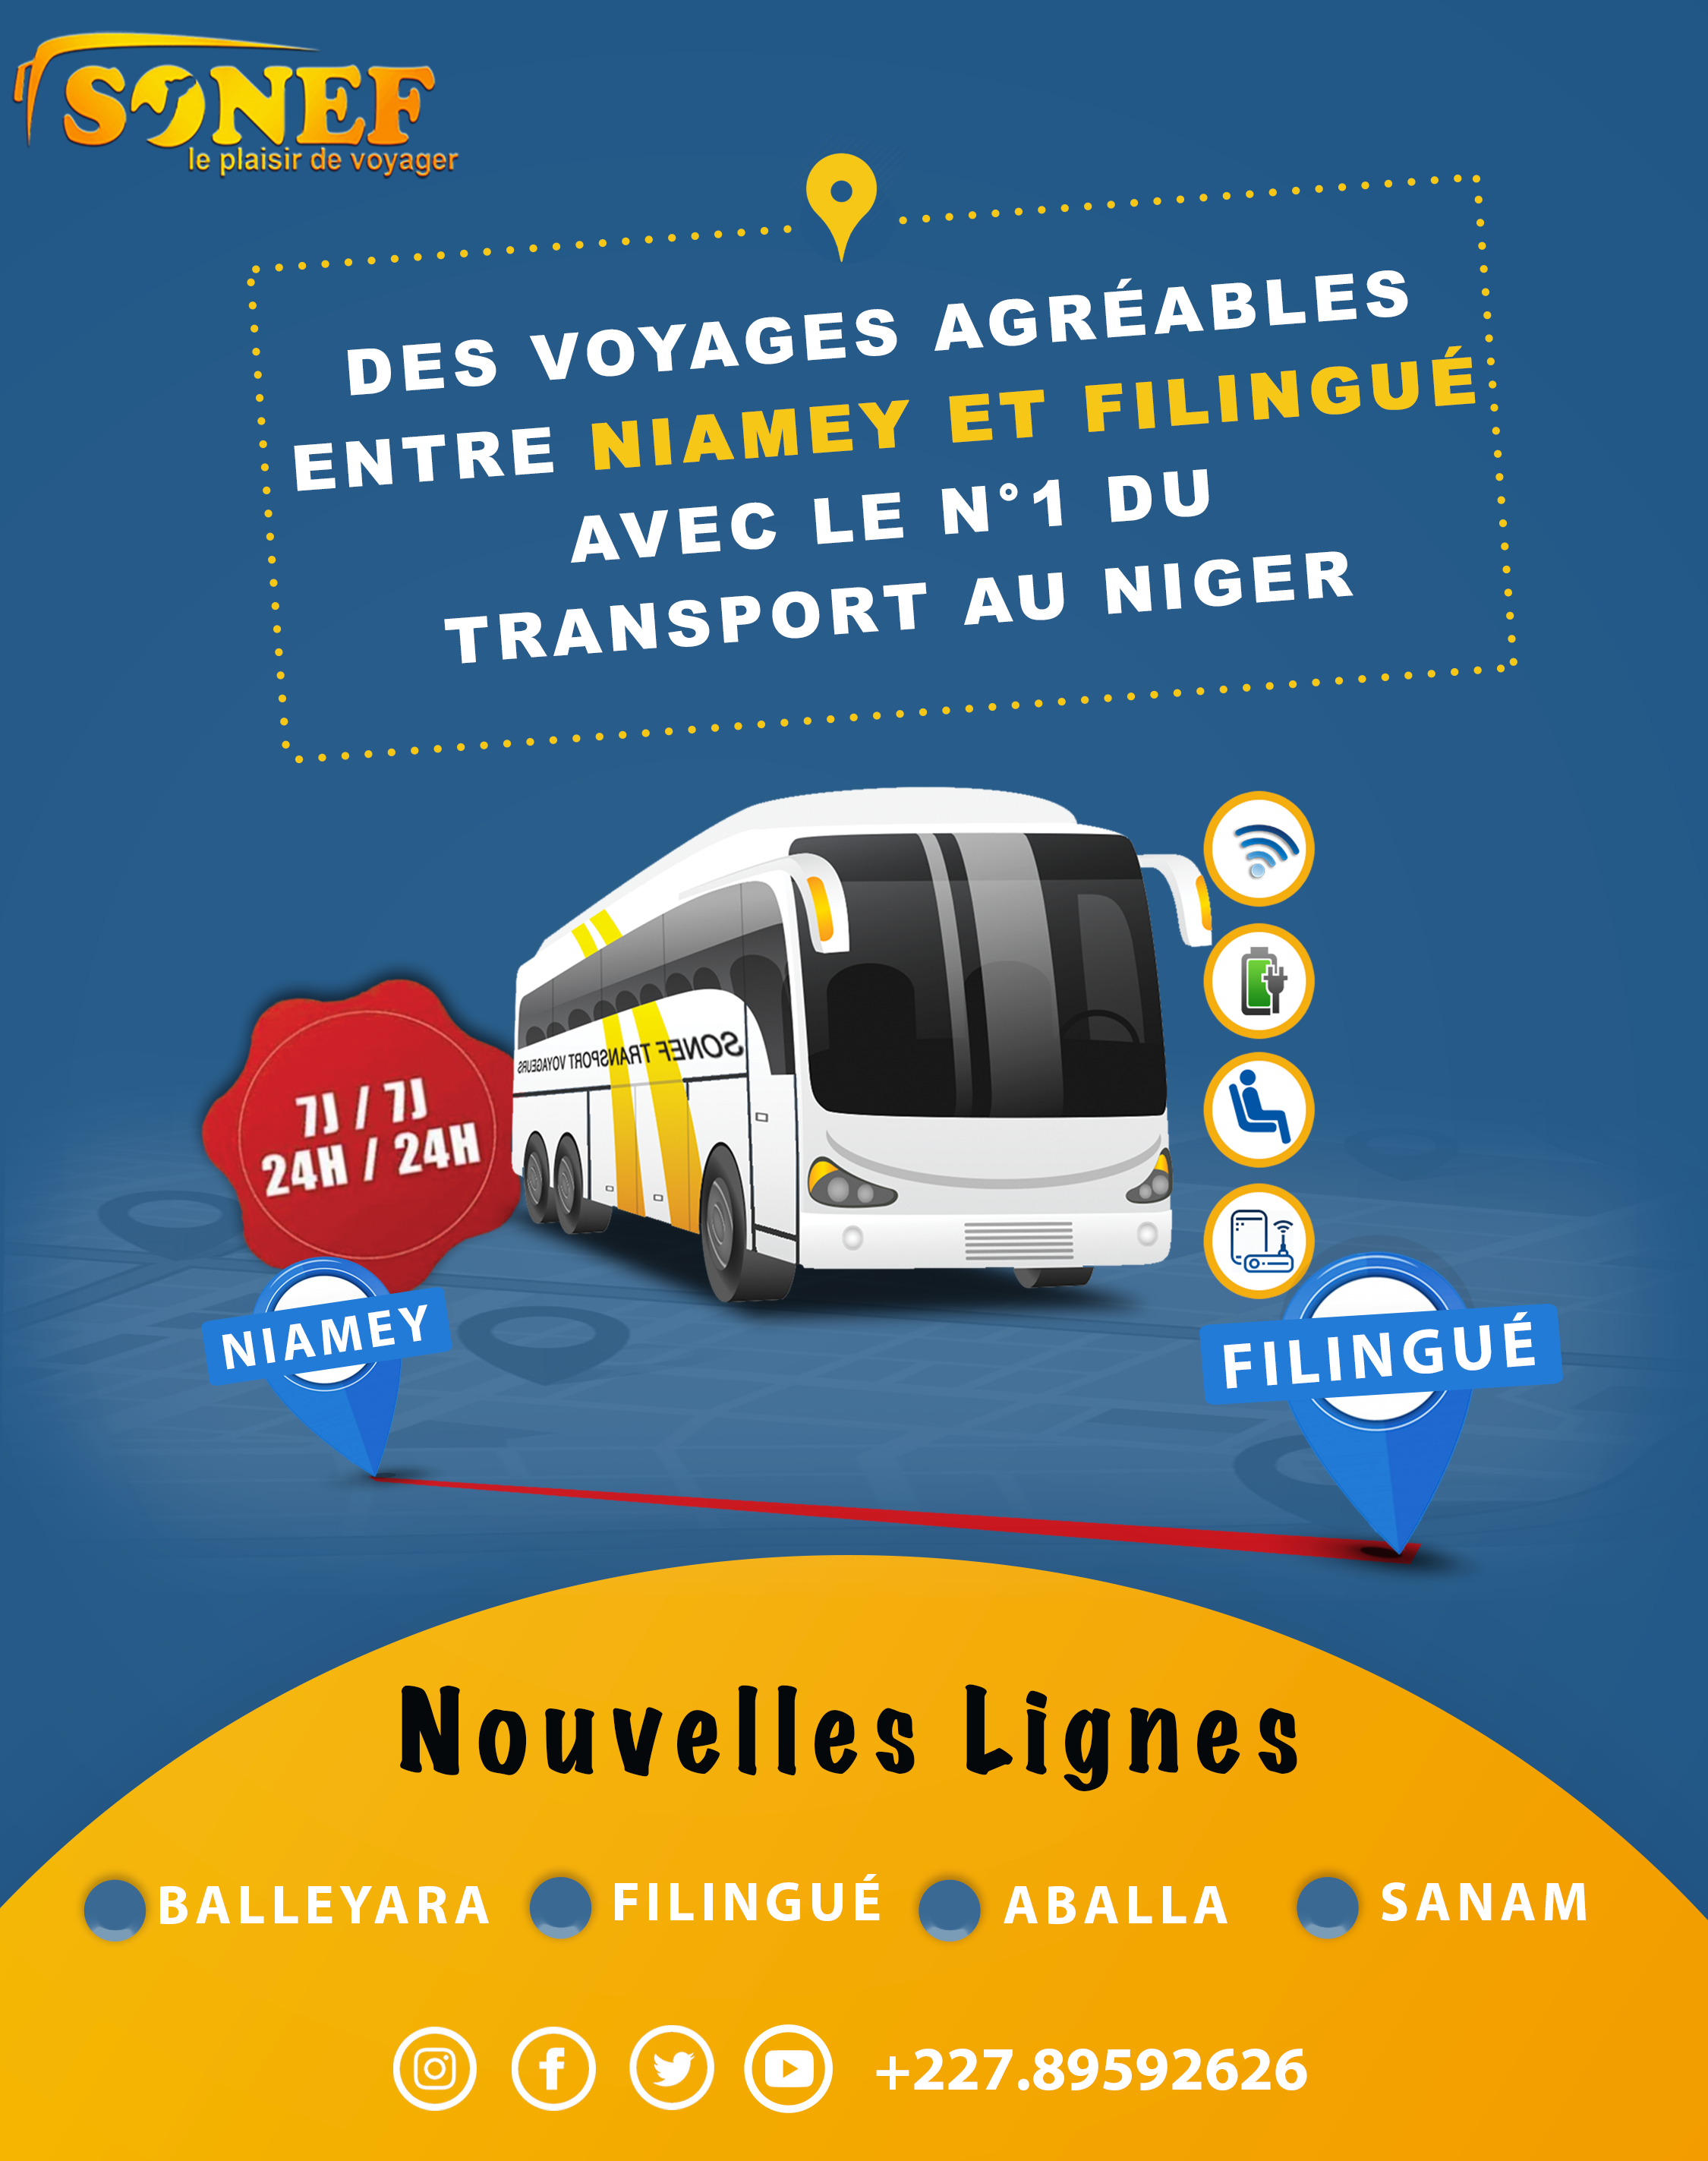 SONEF
le plaisir de voyager
DES VOYAGES AGRÉABLES
ENTRE NIAMEY ET FILINGUÉ
AVEC LE N°1 DU
TRANSPORT AU NIGER
SONEF TRANSPORT VOYAGEURS
7J / 7J
24H / 24H
NIAMEY
FILINGUÉ
Nouvelles Lignes
BALLEYARA
FILINGUÉ
ABALLA
SANAM
+227.89592626